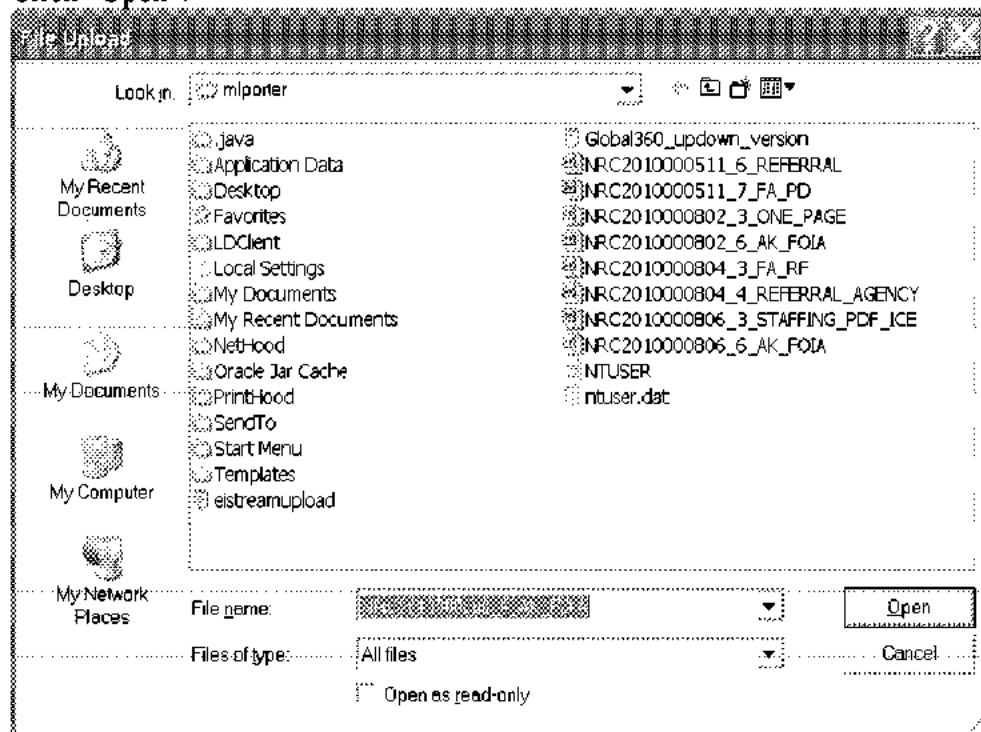 File Upload
Look in: mlporter
My Recent Documents
Desktop
My Documents
My Computer
My Network Places
.java
Application Data
Desktop
Favorites
LDClient
Local Settings
My Documents
My Recent Documents
NetHood
Oracle Jar Cache
PrintHood
SendTo
Start Menu
Templates
eistreamupload
Global360_updown_version
NRC2010000511_6_REFERRAL
NRC2010000511_7_FA_PD
NRC2010000802_3_ONE_PAGE
NRC2010000802_6_AK_FOIA
NRC2010000804_3_FA_RF
NRC2010000804_4_REFERRAL_AGENCY
NRC2010000806_3_STAFFING_PDF_ICE
NRC2010000806_6_AK_FOIA
NTUSER
ntuser.dat
File name:
Open
Files of type: All files
Cancel
Open as read-only